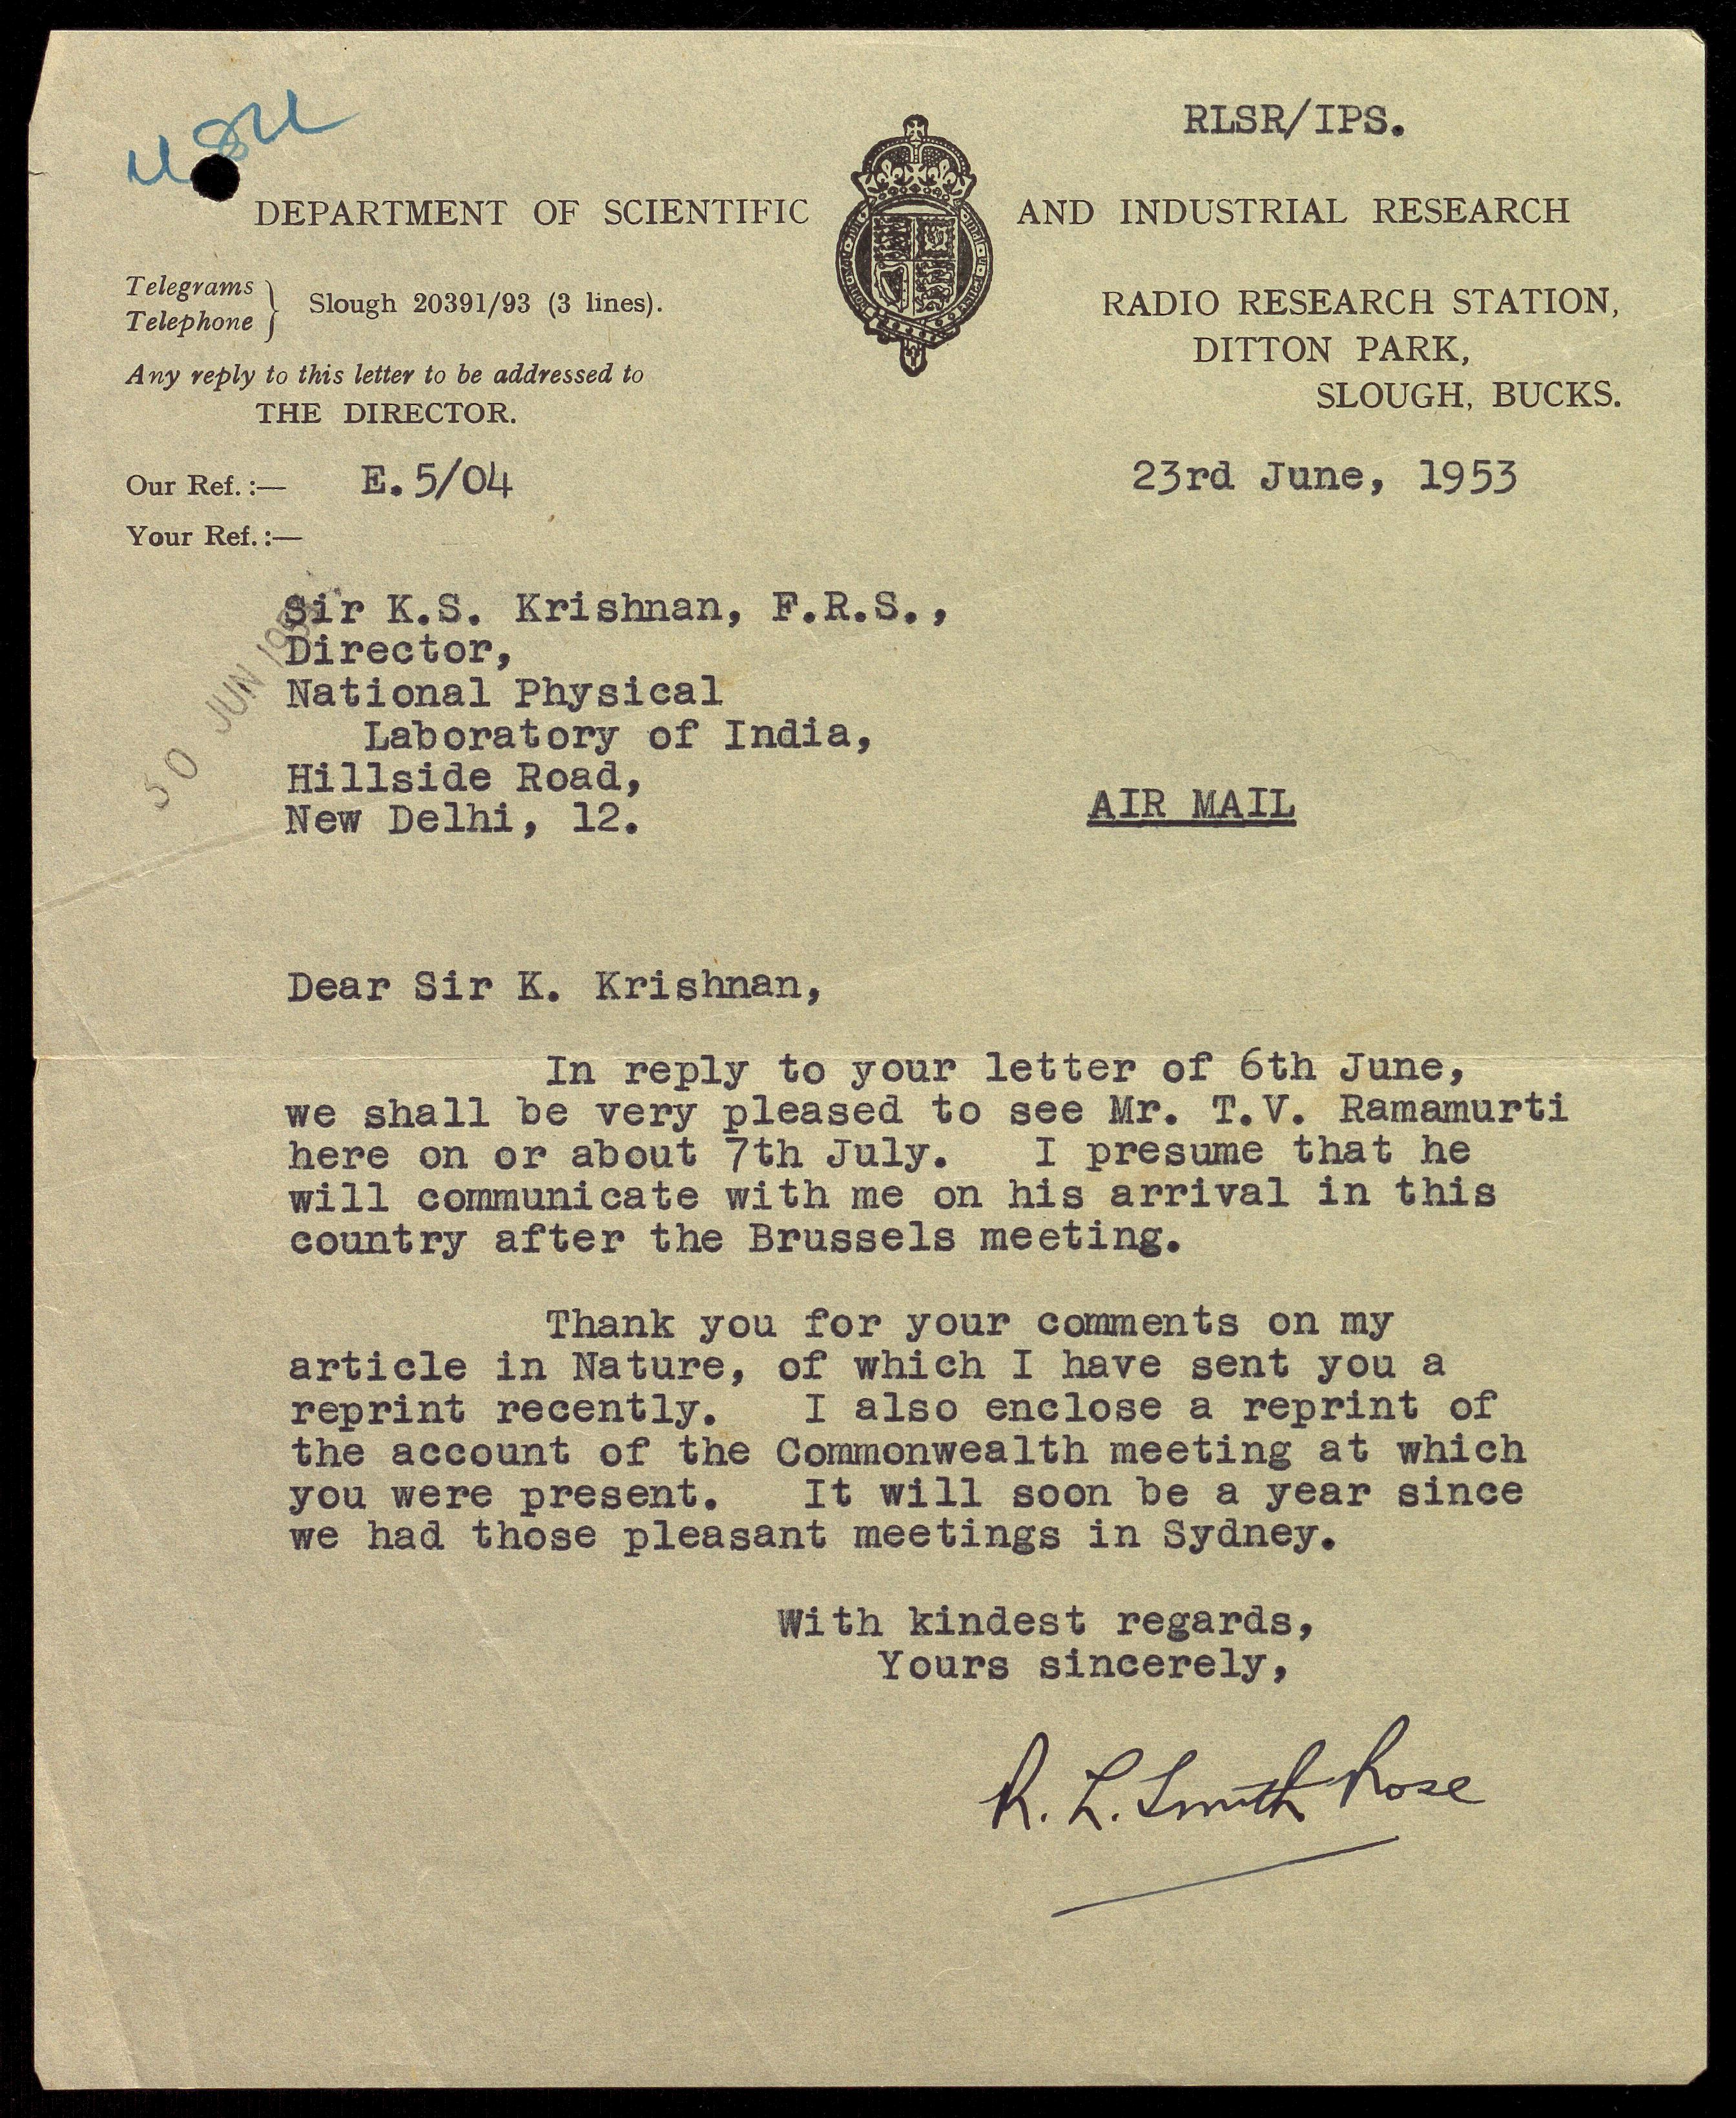 RLSR/IPS.
DEPARTMENT OF SCIENTIFIC AND INDUSTRIAL RESEARCH
Telegrams
Telephone } Slough 20391/93 (3 lines).
Any reply to this letter to be addressed to
THE DIRECTOR.
RADIO RESEARCH STATION,
DITTON PARK,
SLOUGH, BUCKS.
Our Ref. :— E. 5/04
23rd June, 1953
Your Ref. :—
Sir K.S. Krishnan, F.R.S.,
Director,
National Physical
Laboratory of India,
Hillside Road,
New Delhi, 12.
JUN
AIR MAIL
Dear Sir K. Krishnan,
In reply to your letter of 6th June,
we shall be very pleased to see Mr. T.V. Ramamurti
here on or about 7th July. I presume that he
will communicate with me on his arrival in this
country after the Brussels meeting.
Thank you for your comments on my
article in Nature, of which I have sent you a
reprint recently. I also enclose a reprint of
the account of the Commonwealth meeting at which
you were present. It will soon be a year since
we had those pleasant meetings in Sydney.
With kindest regards,
Yours sincerely,
R. L. Smith Rose